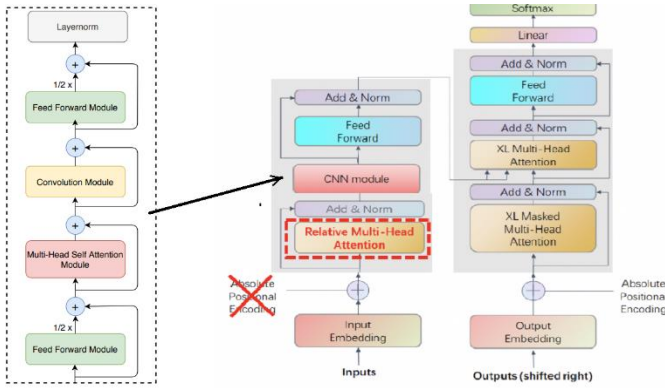 Layernorm
+
1/2 x
Feed Forward Module
+
Convolution Module
+
Multi-Head Self Attention
Module
+
1/2 x
Feed Forward Module
Add & Norm
Feed
Forward
CNN module
Add & Norm
Relative Multi-Head
Attention
Absolute
Positional
Encoding
Input
Embedding
Inputs
Softmax
Linear
Add & Norm
Feed
Forward
Add & Norm
XL Multi-Head
Attention
Add & Norm
XL Masked
Multi-Head
Attention
Absolute
Positional
Encoding
Output
Embedding
Outputs (shifted right)